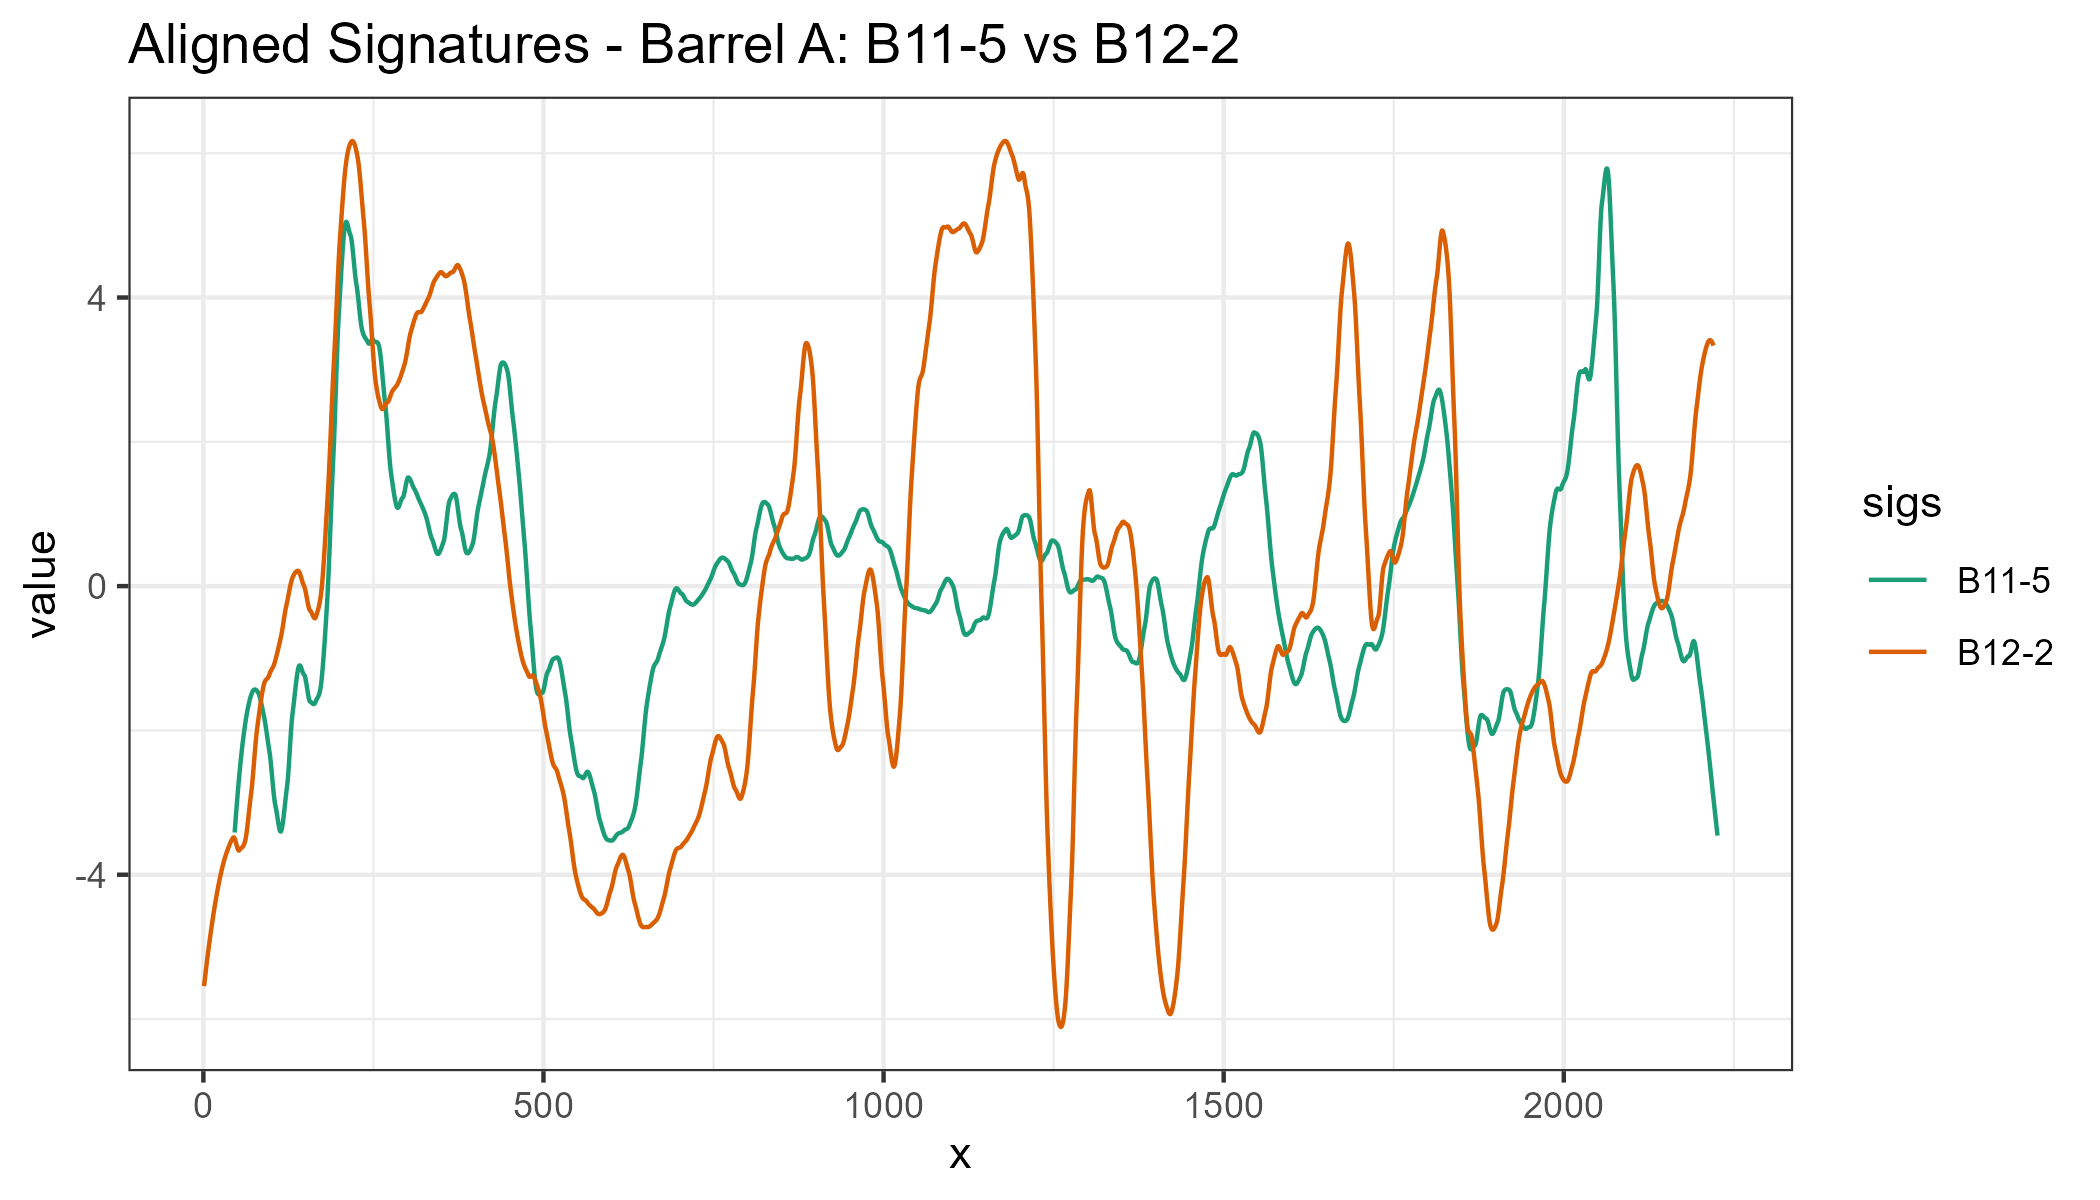 Aligned Signatures - Barrel A: B11-5 vs B12-2
value
4
0
-4
0 500 1000 1500 2000
x
sigs
B11-5
B12-2